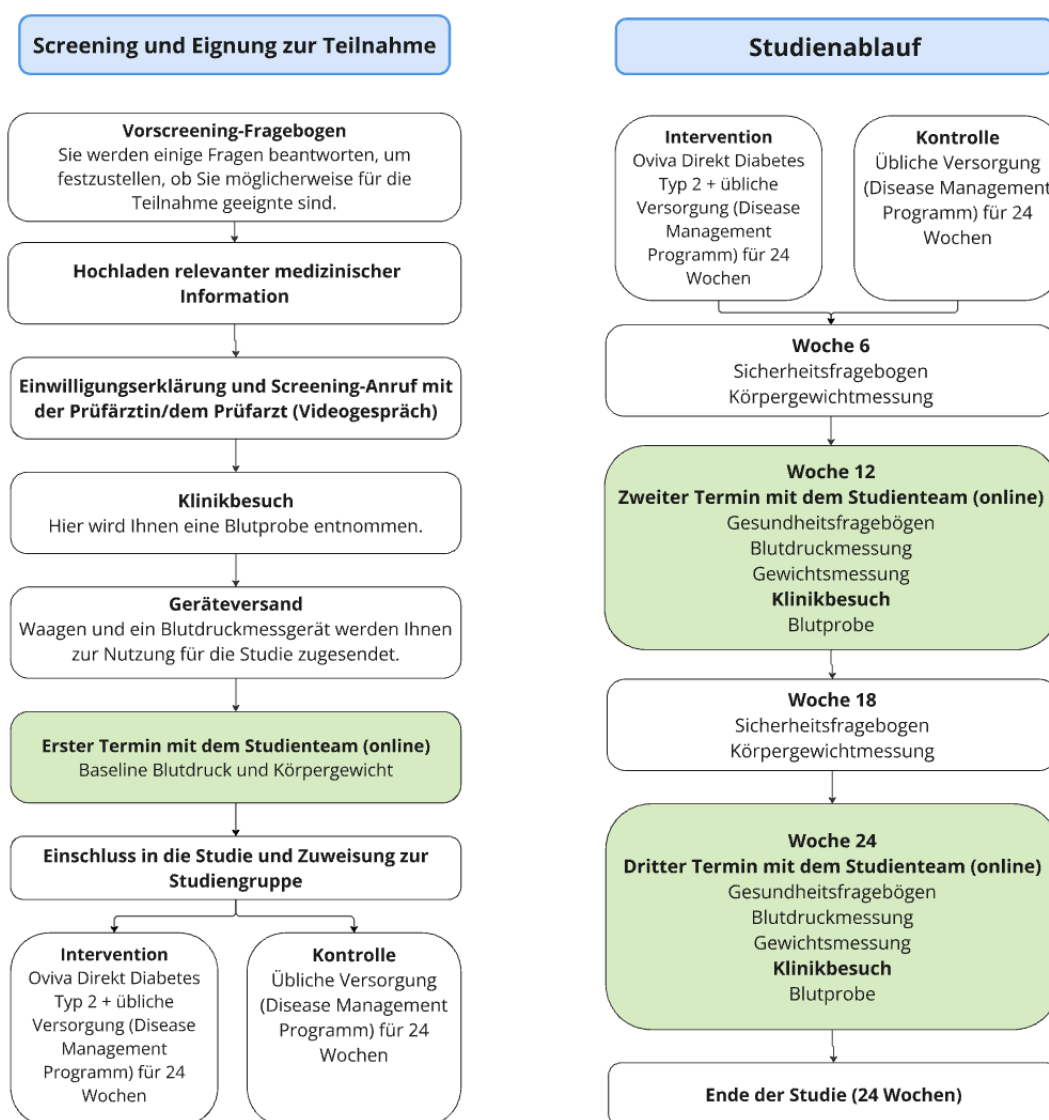 Screening und Eignung zur Teilnahme
Vorscreening-Fragebogen
Sie werden einige Fragen beantworten, um
festzustellen, ob Sie möglicherweise für die
Teilnahme geeignte sind.
Hochladen relevanter medizinischer
Information
Einwilligungserklärung und Screening-Anruf mit
der Prüfärztin/dem Prüfarzt (Videogespräch)
Klinikbesuch
Hier wird Ihnen eine Blutprobe entnommen.
Geräteversand
Waagen und ein Blutdruckmessgerät werden Ihnen
zur Nutzung für die Studie zugesendet.
Erster Termin mit dem Studienteam (online)
Baseline Blutdruck und Körpergewicht
Einschluss in die Studie und Zuweisung zur
Studiengruppe
Intervention
Oviva Direkt Diabetes
Typ 2 + übliche
Versorgung (Disease
Management
Programm) für 24
Wochen
Kontrolle
Übliche Versorgung
(Disease Management
Programm) für 24
Wochen
Studienablauf
Intervention
Oviva Direkt Diabetes
Typ 2 + übliche
Versorgung (Disease
Management
Programm) für 24
Wochen
Kontrolle
Übliche Versorgung
(Disease Management
Programm) für 24
Wochen
Woche 6
Sicherheitsfragebogen
Körpergewichtmessung
Woche 12
Zweiter Termin mit dem Studienteam (online)
Gesundheitsfragebögen
Blutdruckmessung
Gewichtsmessung
Klinikbesuch
Blutprobe
Woche 18
Sicherheitsfragebogen
Körpergewichtmessung
Woche 24
Dritter Termin mit dem Studienteam (online)
Gesundheitsfragebögen
Blutdruckmessung
Gewichtsmessung
Klinikbesuch
Blutprobe
Ende der Studie (24 Wochen)